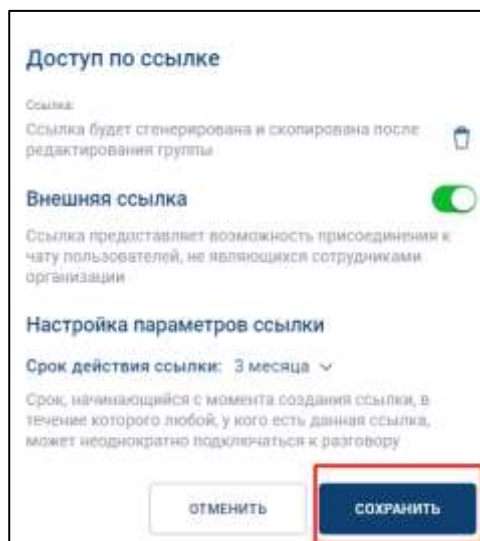 Доступ по ссылке
Ссылка:
Ссылка будет сгенерирована и скопирована после
редактирования группы
Внешняя ссылка
Ссылка предоставляет возможность присоединения к
чату пользователей, не являющихся сотрудниками
организации
Настройка параметров ссылки
Срок действия ссылки: 3 месяца
Срок, начинающийся с момента создания ссылки, в
течение которого любой, у кого есть данная ссылка,
может неоднократно подключаться к разговору
ОТМЕНИТЬ СОХРАНИТЬ